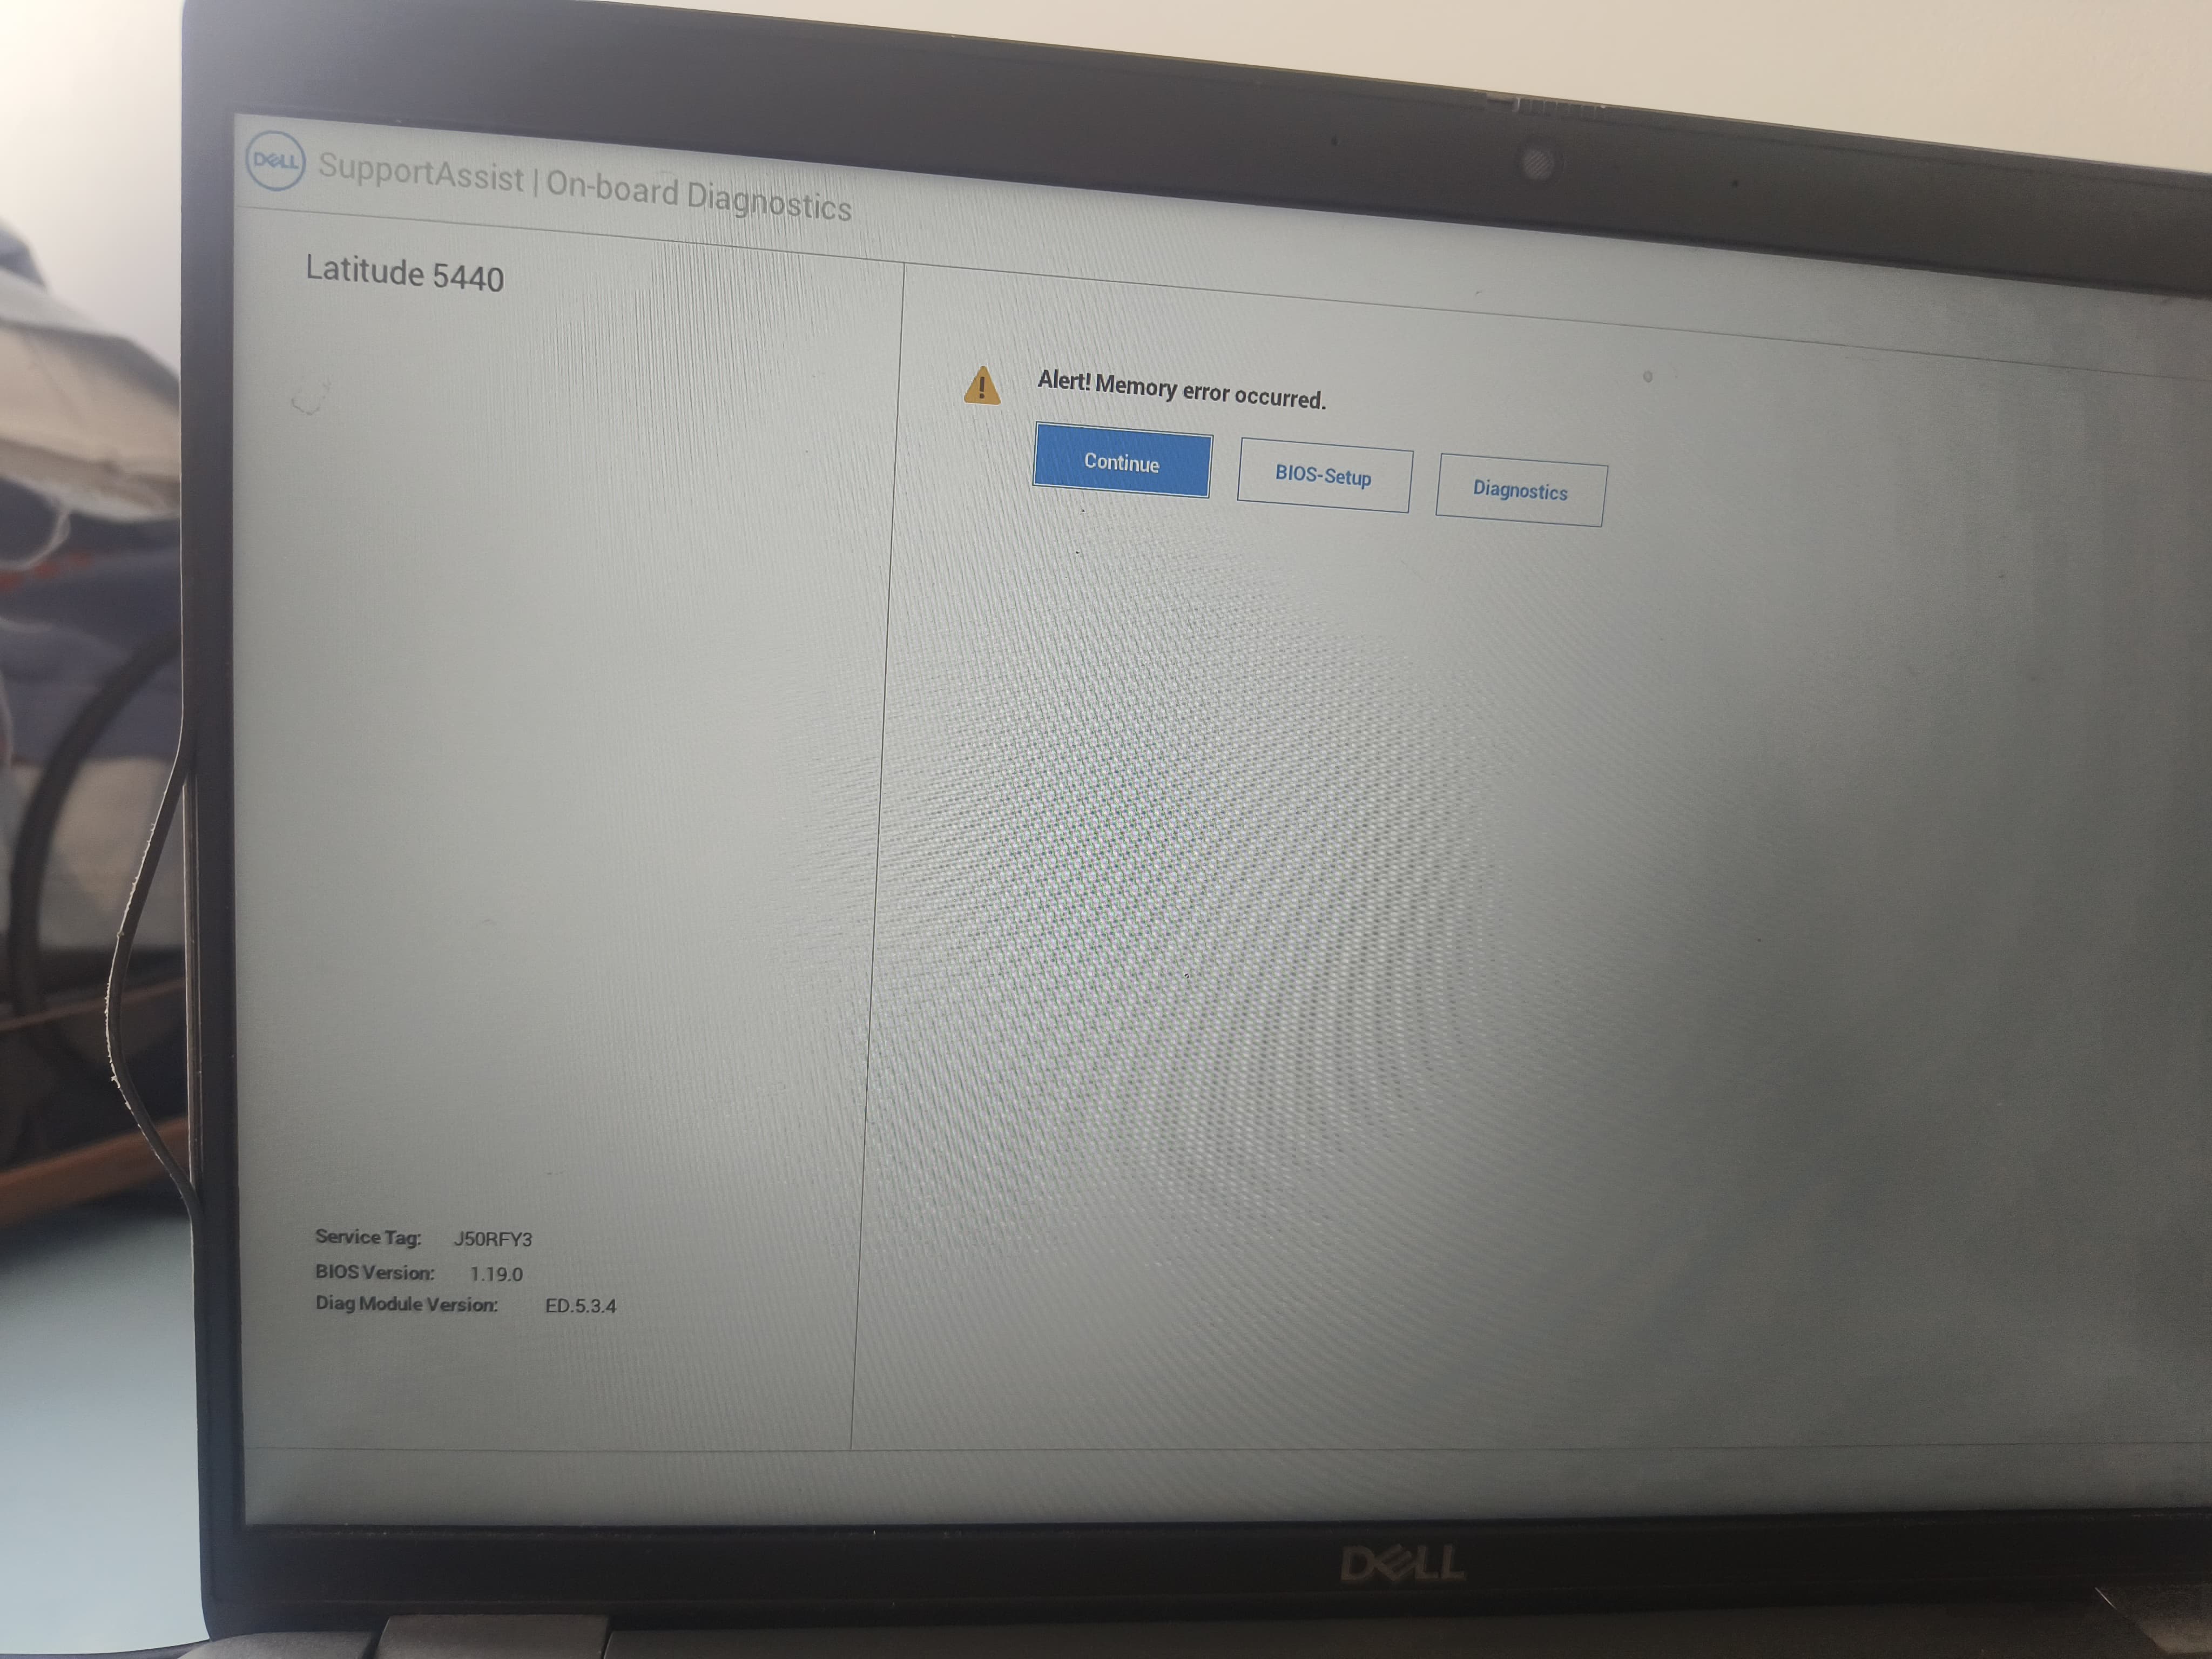 DELL SupportAssist | On-board Diagnostics
Latitude 5440
Alert! Memory error occurred.
Continue BIOS-Setup Diagnostics
Service Tag: J50RFY3
BIOS Version: 1.19.0
Diag Module Version: ED.5.3.4
DELL